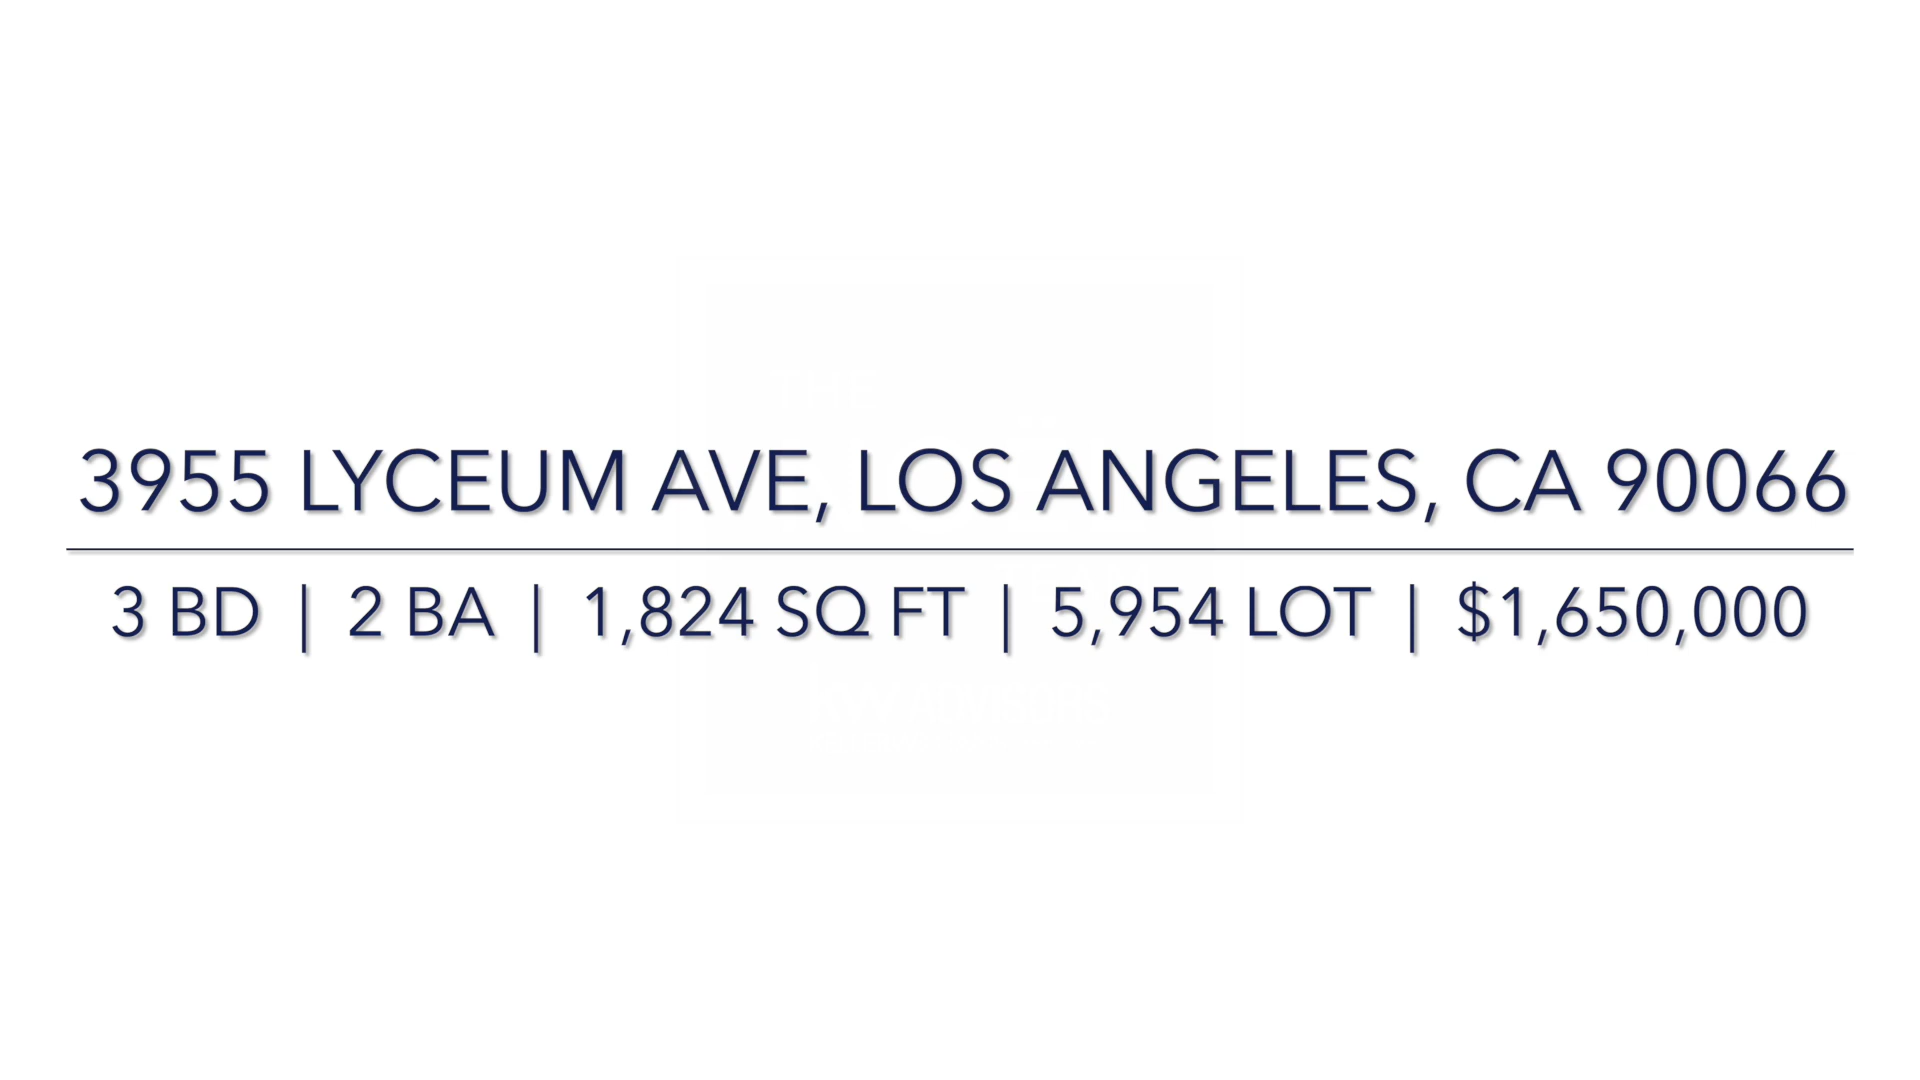 3955 LYCEUM AVE, LOS ANGELES, CA 90066
3 BD | 2 BA | 1,824 SQ FT | 5,954 LOT | $1,650,000